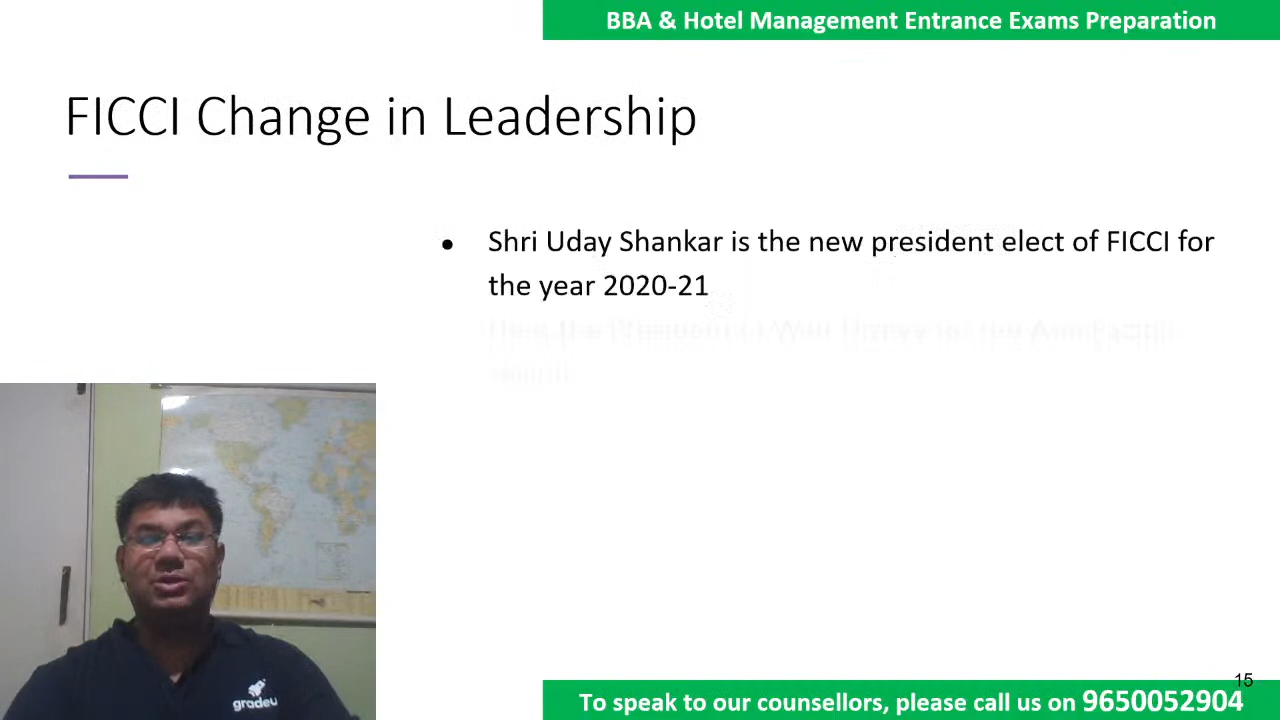 BBA & Hotel Management Entrance Exams Preparation
FICCI Change in Leadership
● Shri Uday Shankar is the new president elect of FICCI for
the year 2020-21
gradeu
15
To speak to our counsellors, please call us on 9650052904